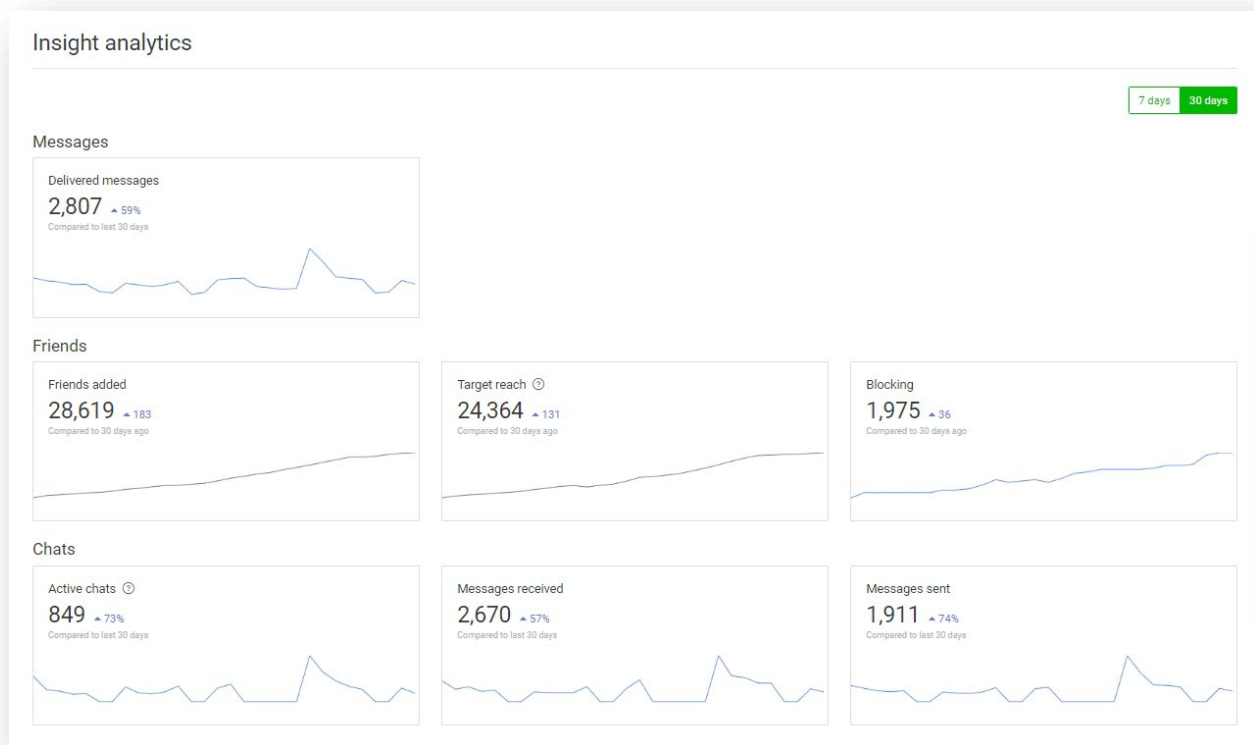 Insight analytics
7 days 30 days
Messages
Delivered messages
2,807 59%
Compared to last 30 days
Friends
Friends added
28,619 183
Compared to 30 days ago
Target reach ?
24,364 131
Compared to 30 days ago
Blocking
1,975 36
Compared to 30 days ago
Chats
Active chats ?
849 73%
Compared to last 30 days
Messages received
2,670 57%
Compared to last 30 days
Messages sent
1,911 74%
Compared to last 30 days